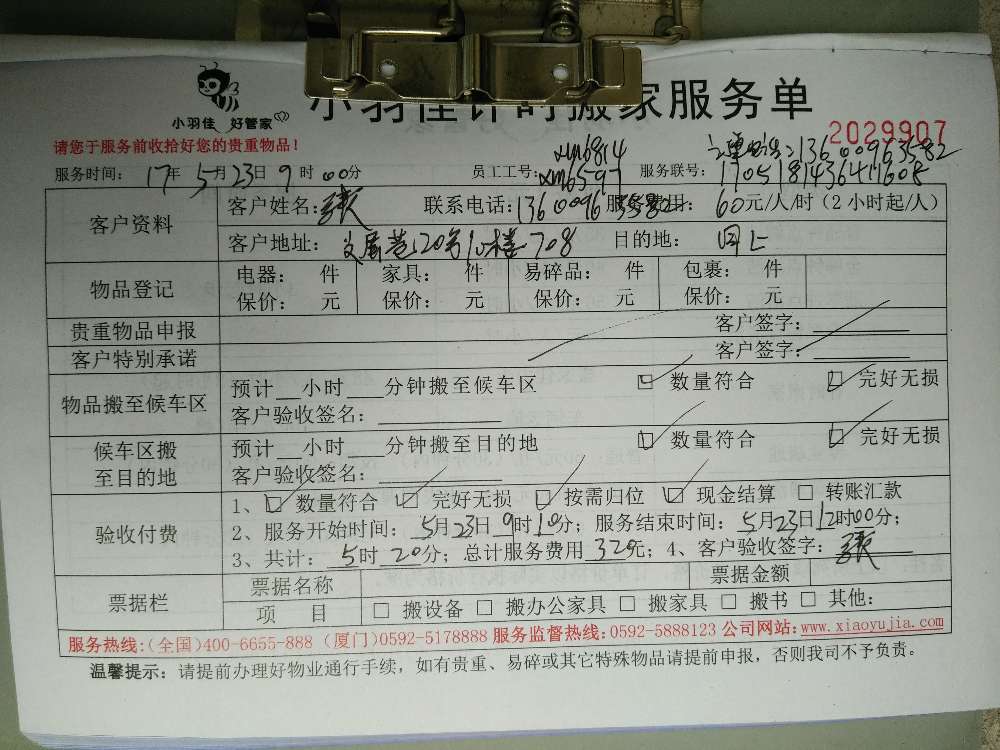 小羽佳计时搬家服务单
小羽佳 好管家
请您于服务前收拾好您的贵重物品!
2029907
xm6814 136 0096 3582
服务时间: 17年 5月23日 9 时 00分 员工工号: xm6597 服务联号: 1705181436411608
客户资料 客户姓名: 张 联系电话: 服务费用: 60元/人/时(2小时起/人)
客户地址: 120号 10楼 708 目的地: 同上
物品登记 电器: 件 家具: 件 易碎品: 件 包裹: 件
保价: 元 保价: 元 保价: 元 保价: 元
贵重物品申报 客户签字:
客户特别承诺 客户签字:
物品搬至候车区 预计__小时___分钟搬至候车区 ☑ 数量符合 ☑ 完好无损
客户验收签名:
候车区搬至目的地 预计__小时___分钟搬至目的地 ☑ 数量符合 ☑ 完好无损
客户验收签名:
验收付费 1、☑ 数量符合 ☑ 完好无损 ☑ 按需归位 ☑ 现金结算 □ 转账汇款
2、服务开始时间: 5月23日9时10分; 服务结束时间: 5月23日12时00分;
3、共计: 5时20分; 总计服务费用 320元; 4、客户验收签字: 张
票据栏 票据名称 票据金额
项 目 □ 搬设备 □ 搬办公家具 □ 搬家具 □ 搬书 □ 其他:
服务热线:(全国)400-6655-888 (厦门)0592-5178888 服务监督热线:0592-5888123 公司网站:www.xiaoyujia.com
温馨提示: 请提前办理好物业通行手续, 如有贵重、易碎或其它特殊物品请提前申报, 否则我司不予负责。